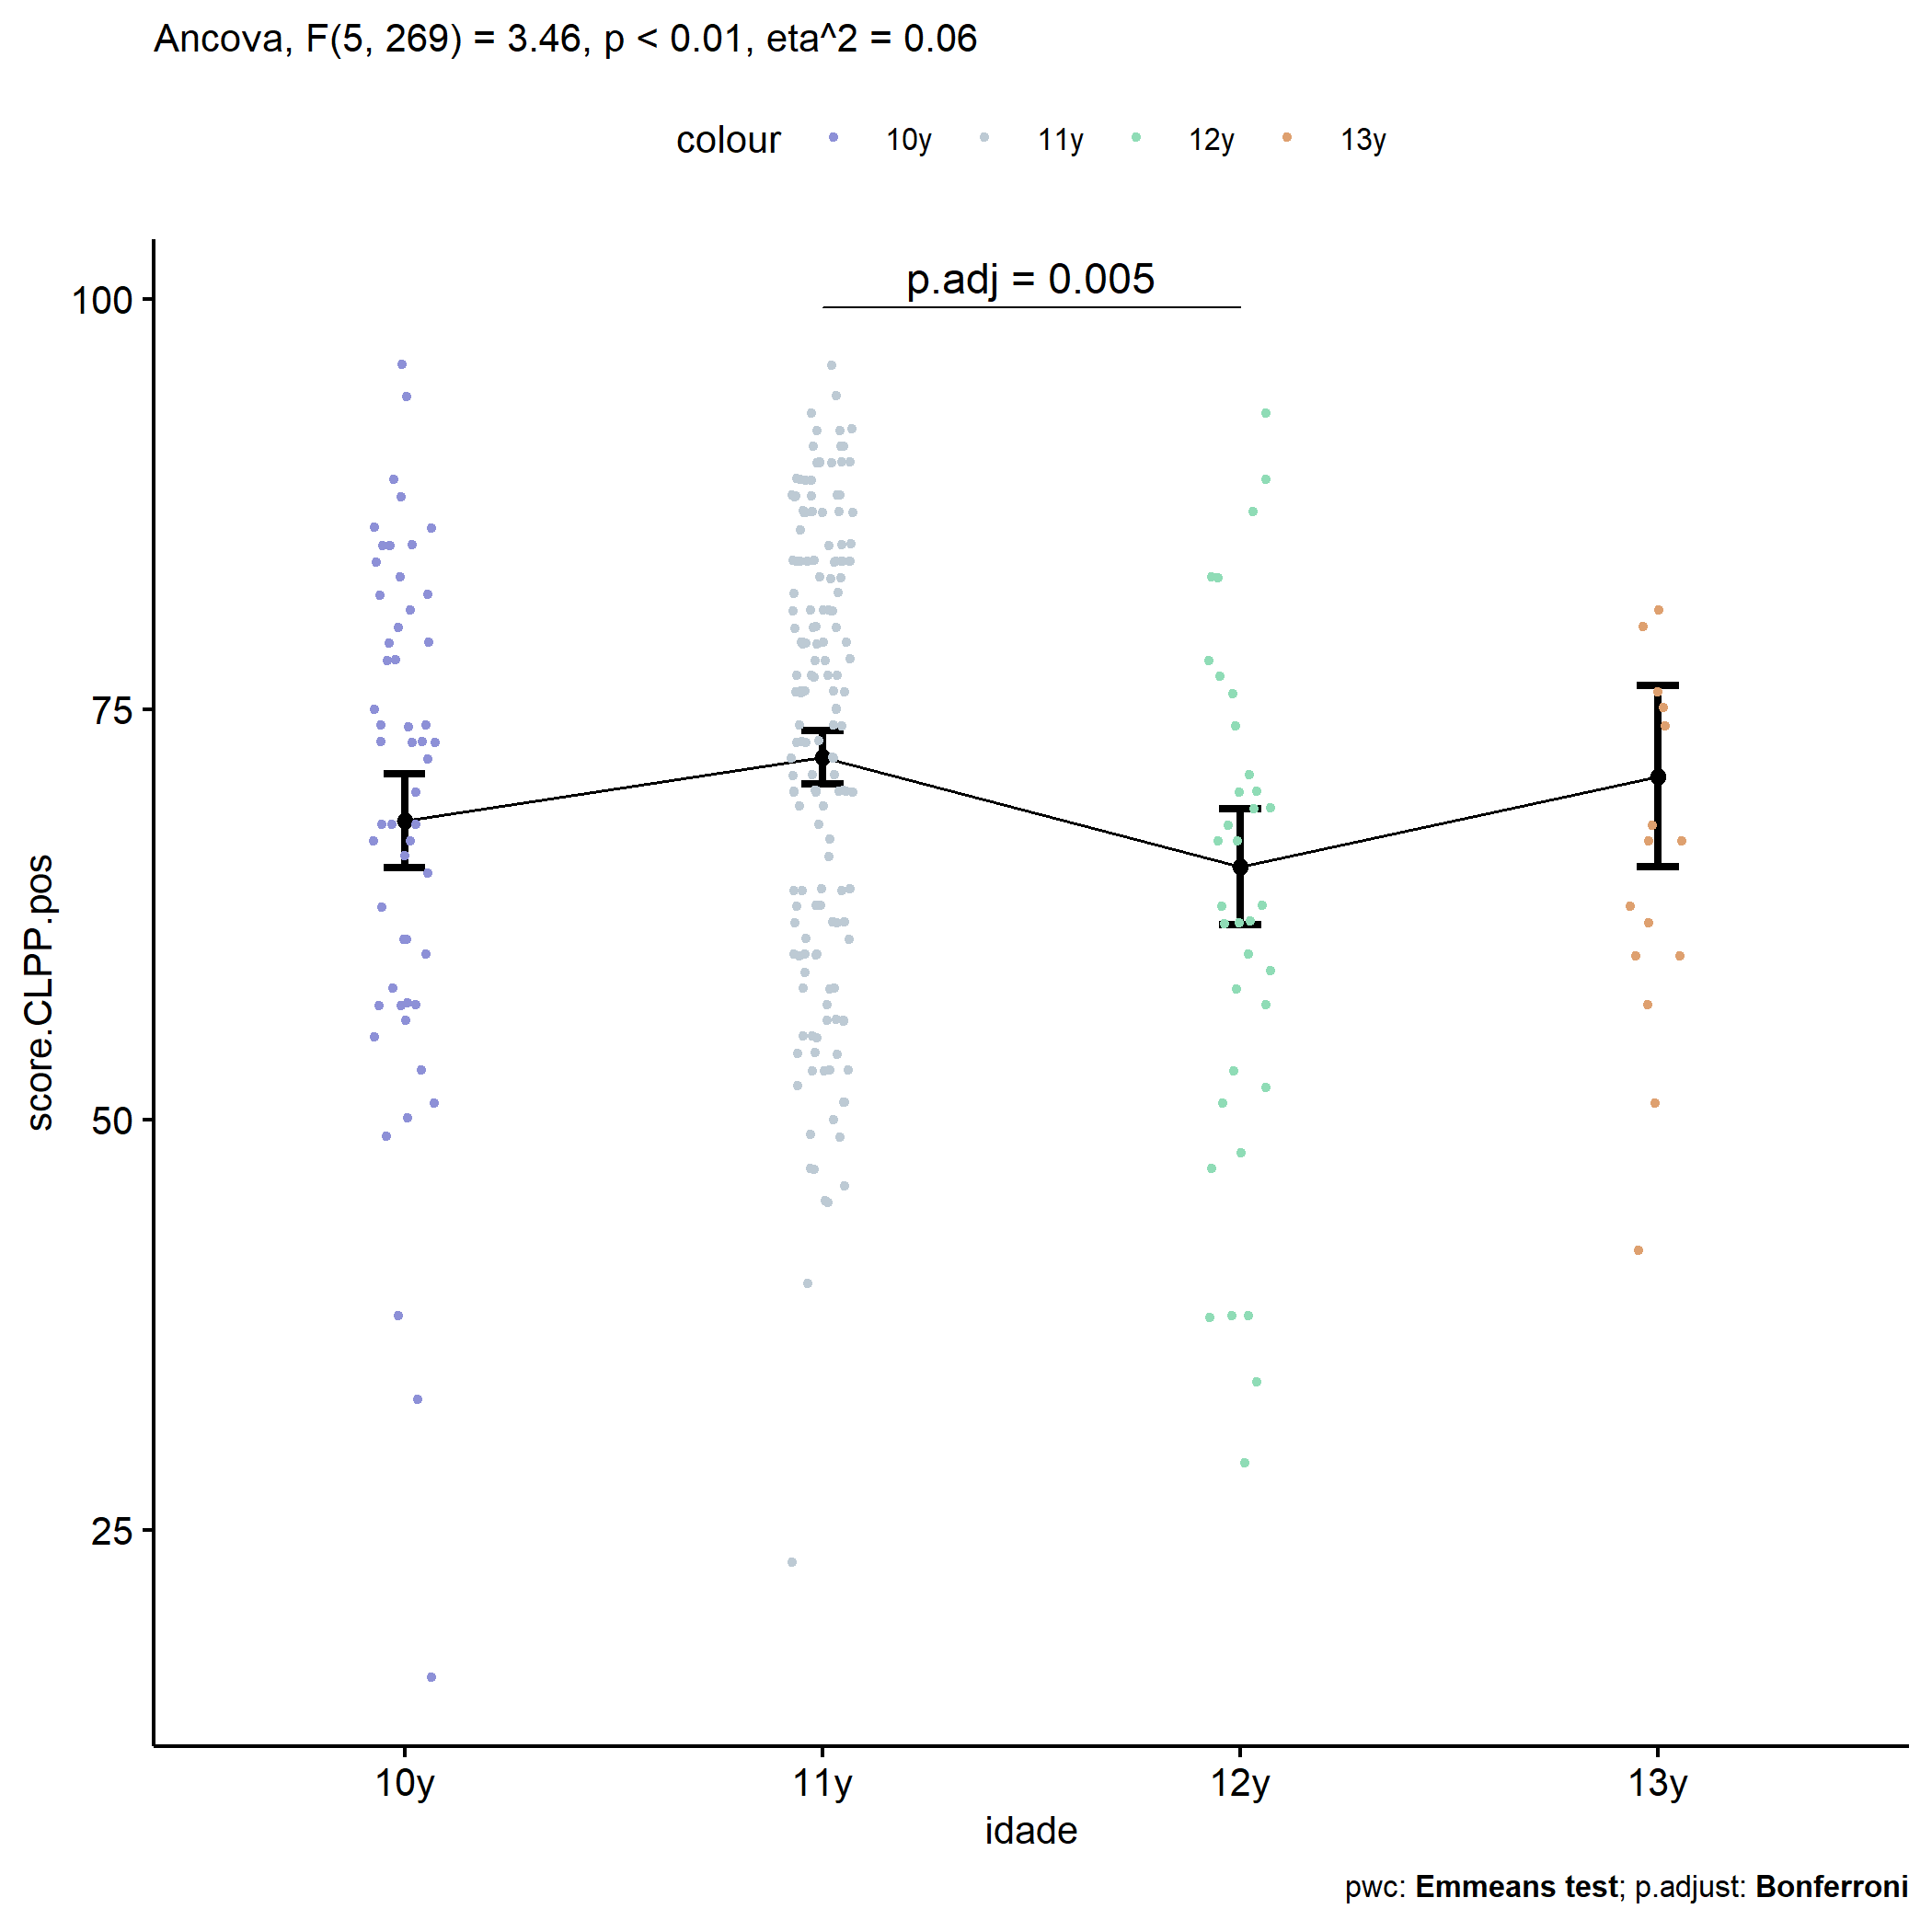 Ancova, F(5, 269) = 3.46, p < 0.01, eta^2 = 0.06
colour 10y 11y 12y 13y
p.adj = 0.005
100
75
50
25
score.CLPP.pos
10y 11y 12y 13y
idade
pwc: Emmeans test; p.adjust: Bonferroni